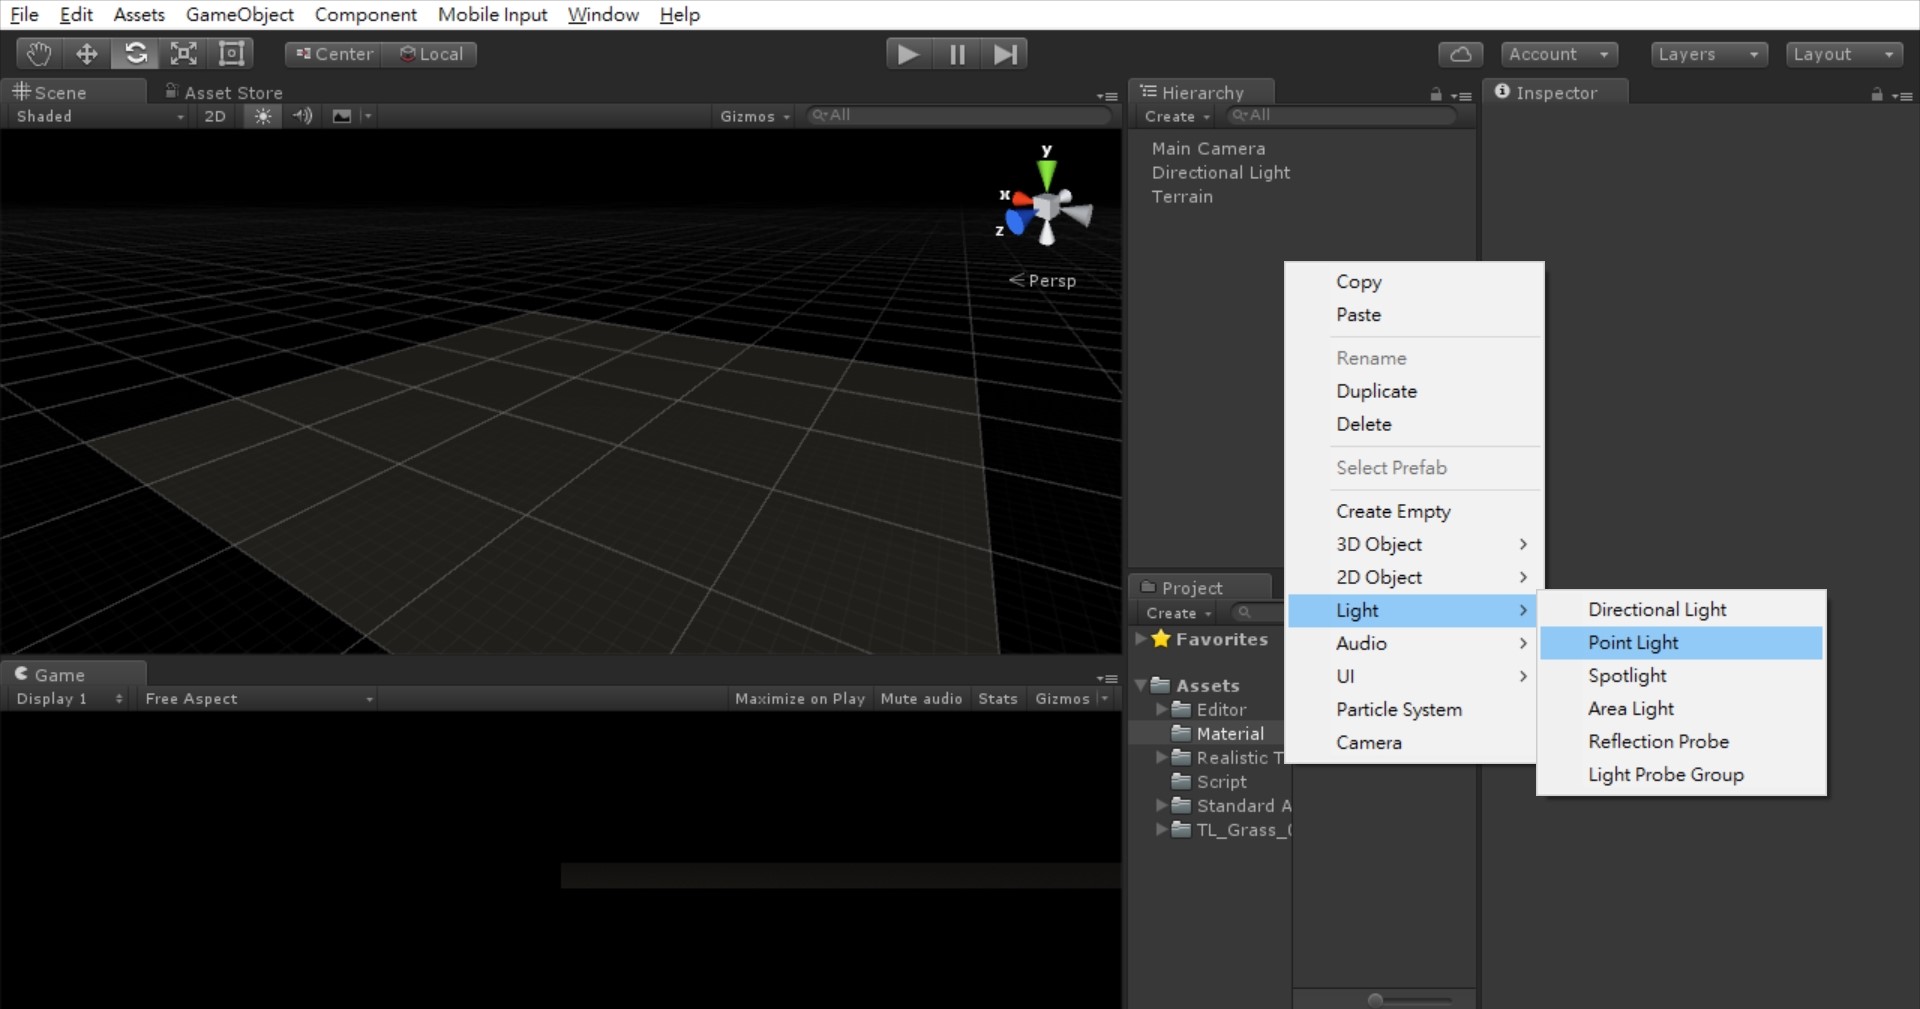 File Edit Assets GameObject Component Mobile Input Window Help
Center Local Account Layers Layout
Scene Asset Store
Shaded 2D Gizmos All
y
x
z
Persp
Hierarchy
Create All
Main Camera
Directional Light
Terrain
Inspector
Copy
Paste
Rename
Duplicate
Delete
Select Prefab
Create Empty
3D Object
2D Object
Light
Audio
UI
Particle System
Camera
Directional Light
Point Light
Spotlight
Area Light
Reflection Probe
Light Probe Group
Project
Create
Favorites
Assets
Editor
Material
Realistic T
Script
Standard A
TL_Grass_
Game
Display 1 Free Aspect Maximize on Play Mute audio Stats Gizmos